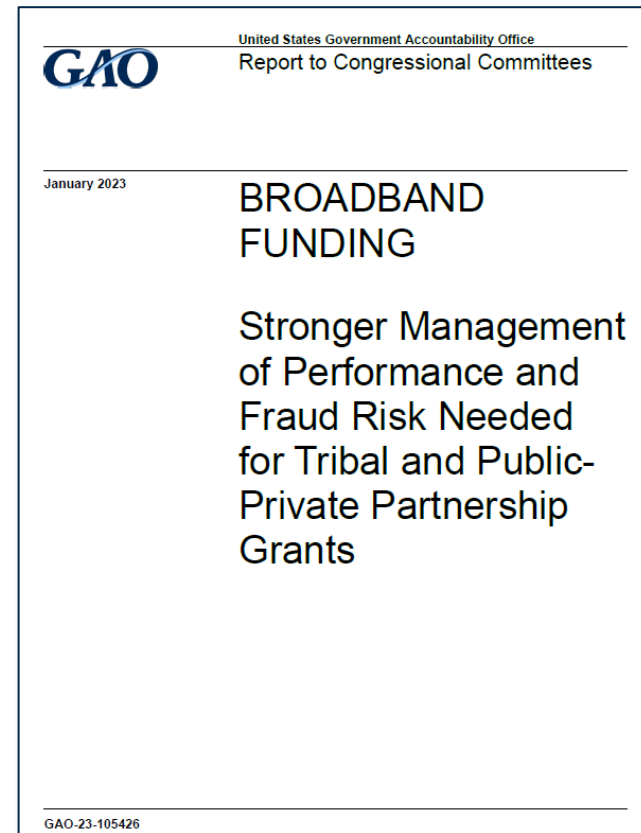 United States Government Accountability Office
GAO
Report to Congressional Committees
January 2023
BROADBAND
FUNDING
Stronger Management
of Performance and
Fraud Risk Needed
for Tribal and Public-
Private Partnership
Grants
GAO-23-105426